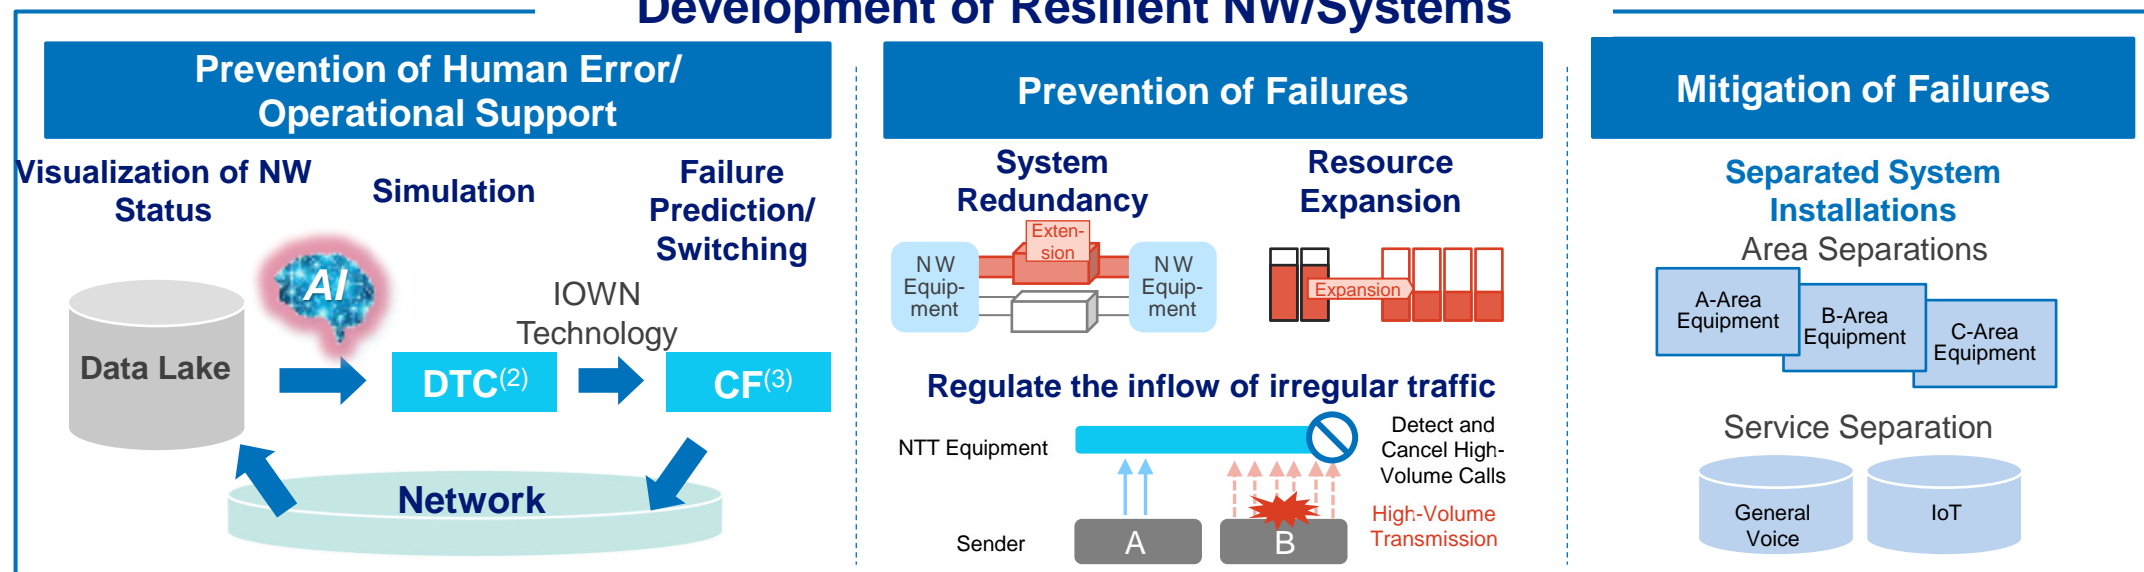 Development of Resilient NW/Systems
Prevention of Human Error/
Operational Support
Visualization of NW
Status
Simulation
Failure
Prediction/
Switching
AI
IOWN
Technology
Data Lake
DTC(2)
CF(3)
Network
Prevention of Failures
System
Redundancy
Resource
Expansion
Exten-
sion
NW
Equip-
ment
NW
Equip-
ment
Expansion
Regulate the inflow of irregular traffic
NTT Equipment
Detect and
Cancel High-
Volume Calls
High-Volume
Transmission
Sender
A
B
Mitigation of Failures
Separated System
Installations
Area Separations
A-Area
Equipment
B-Area
Equipment
C-Area
Equipment
Service Separation
General
Voice
IoT